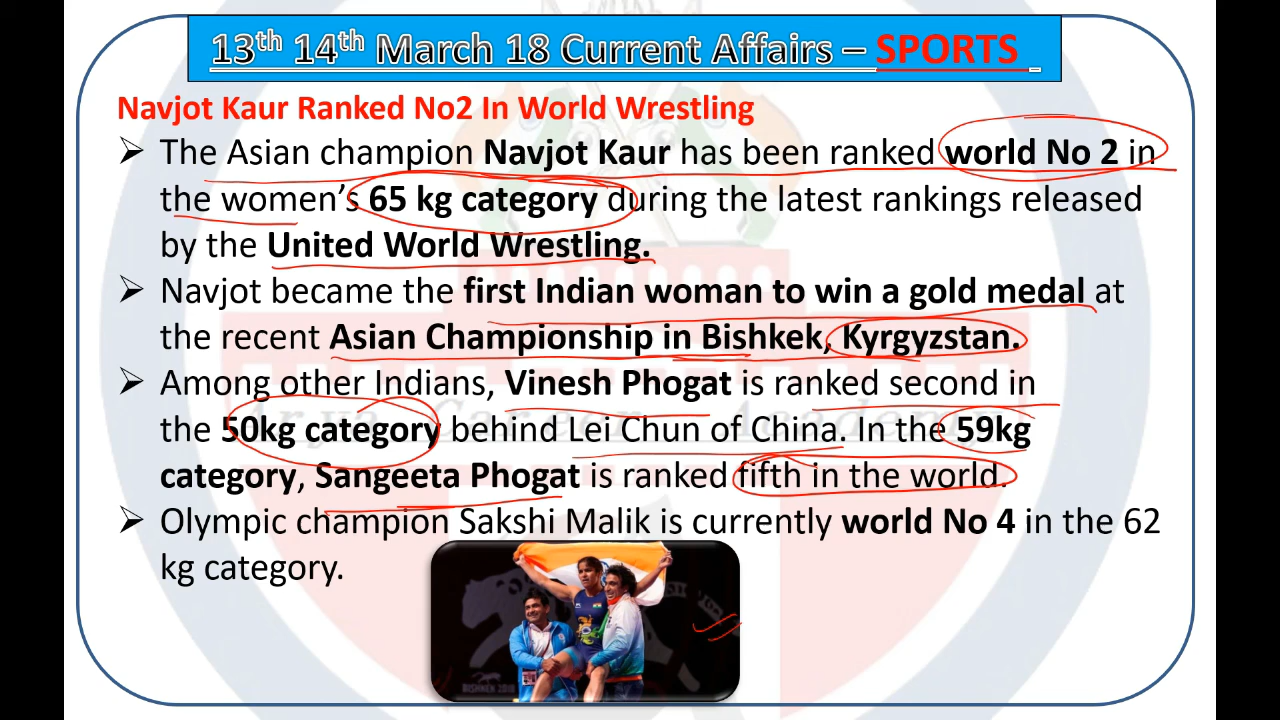 13th 14th March 18 Current Affairs – SPORTS
Navjot Kaur Ranked No2 In World Wrestling
➢ The Asian champion Navjot Kaur has been ranked world No 2 in
the women's 65 kg category during the latest rankings released
by the United World Wrestling.
➢ Navjot became the first Indian woman to win a gold medal at
the recent Asian Championship in Bishkek, Kyrgyzstan.
➢ Among other Indians, Vinesh Phogat is ranked second in
the 50kg category behind Lei Chun of China. In the 59kg
category, Sangeeta Phogat is ranked fifth in the world.
➢ Olympic champion Sakshi Malik is currently world No 4 in the 62
kg category.
Arya Career Academy
BISHKEK 2018